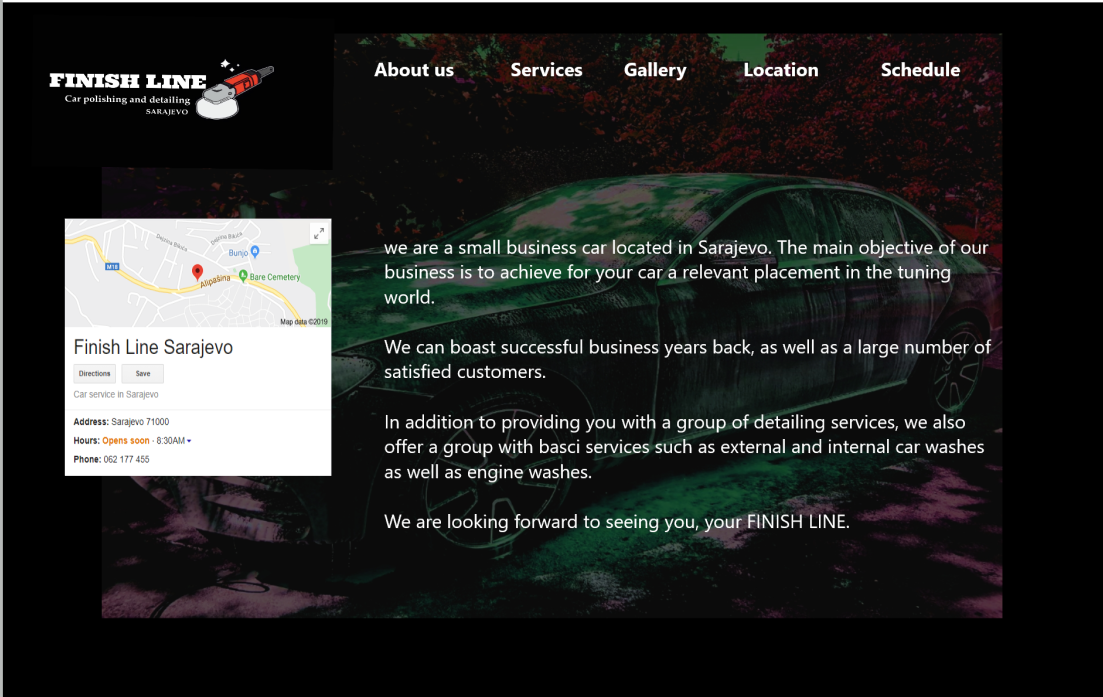 FINISH LINE
Car polishing and detailing
SARAJEVO
About us Services Gallery Location Schedule
Delzina Bikica
Delzina Bikica
Bunjo
M18
Alipašina
Bare Cemetery
Map data ©2019
Finish Line Sarajevo
Directions Save
Car service in Sarajevo
Address: Sarajevo 71000
Hours: Opens soon · 8:30AM
Phone: 062 177 455
we are a small business car located in Sarajevo. The main objective of our
business is to achieve for your car a relevant placement in the tuning
world.
We can boast successful business years back, as well as a large number of
satisfied customers.
In addition to providing you with a group of detailing services, we also
offer a group with basci services such as external and internal car washes
as well as engine washes.
We are looking forward to seeing you, your FINISH LINE.